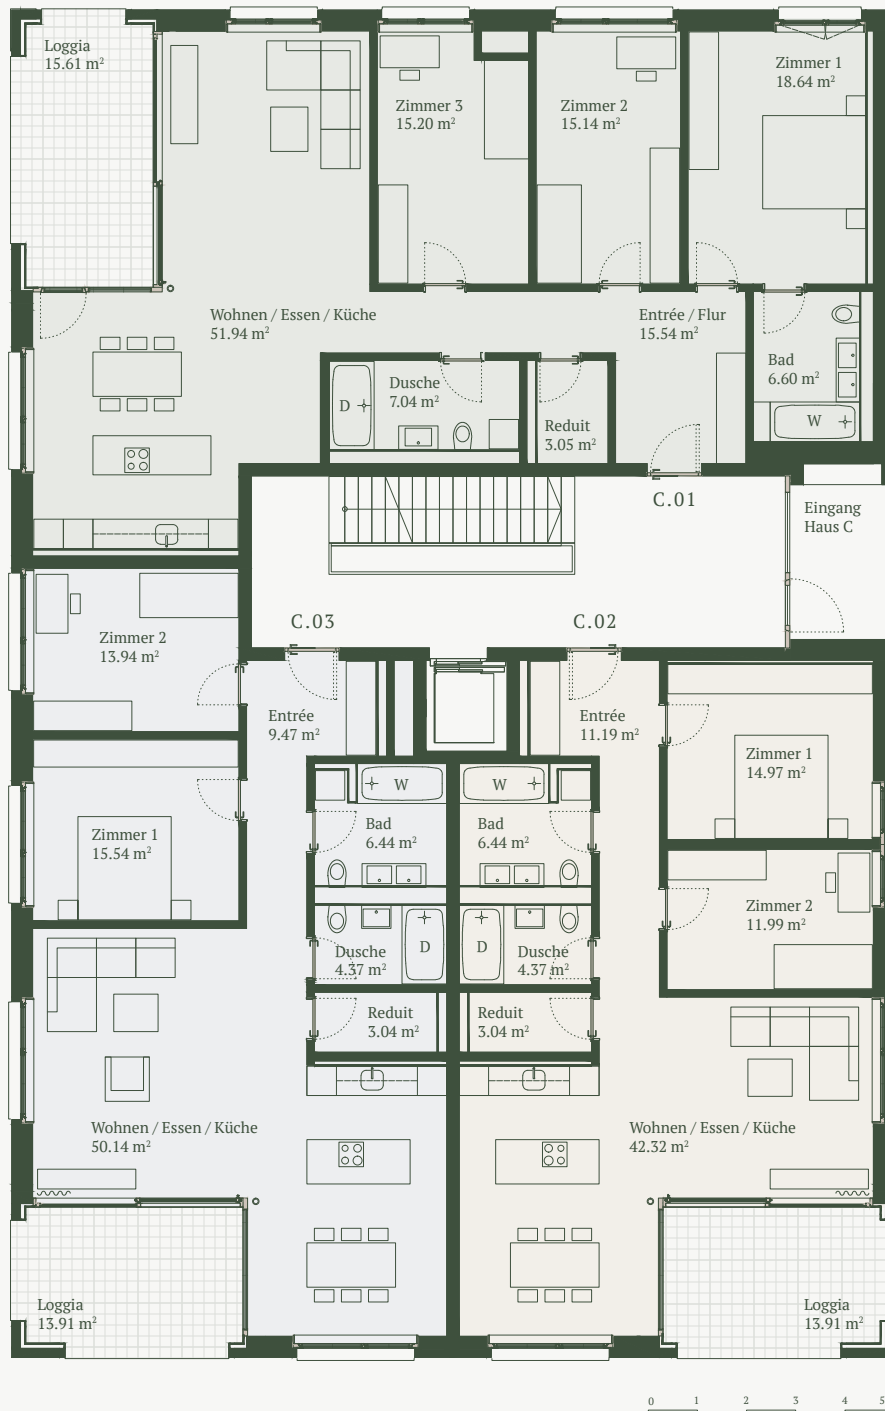 Loggia
15.61 m²
Zimmer 3
15.20 m²
Zimmer 2
15.14 m²
Zimmer 1
18.64 m²
Wohnen / Essen / Küche
51.94 m²
Entrée / Flur
15.54 m²
Dusche
7.04 m²
D
Reduit
3.05 m²
Bad
6.60 m²
W
C.01
Eingang
Haus C
C.03
C.02
Zimmer 2
13.94 m²
Entrée
9.47 m²
Entrée
11.19 m²
Zimmer 1
14.97 m²
Zimmer 1
15.54 m²
W
W
Bad
6.44 m²
Bad
6.44 m²
Zimmer 2
11.99 m²
Dusche
4.37 m²
D
D
Dusche
4.37 m²
Reduit
3.04 m²
Reduit
3.04 m²
Wohnen / Essen / Küche
50.14 m²
Wohnen / Essen / Küche
42.32 m²
Loggia
13.91 m²
Loggia
13.91 m²
0 1 2 3 4 5